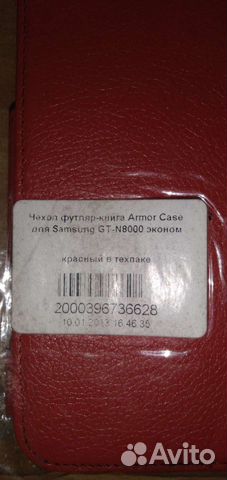 Чехол футляр-книга Armor Case
для Samsung GT-N8000 эконом
красный в техпаке
2000396736628
10.01.2013 16:46:35
Avito